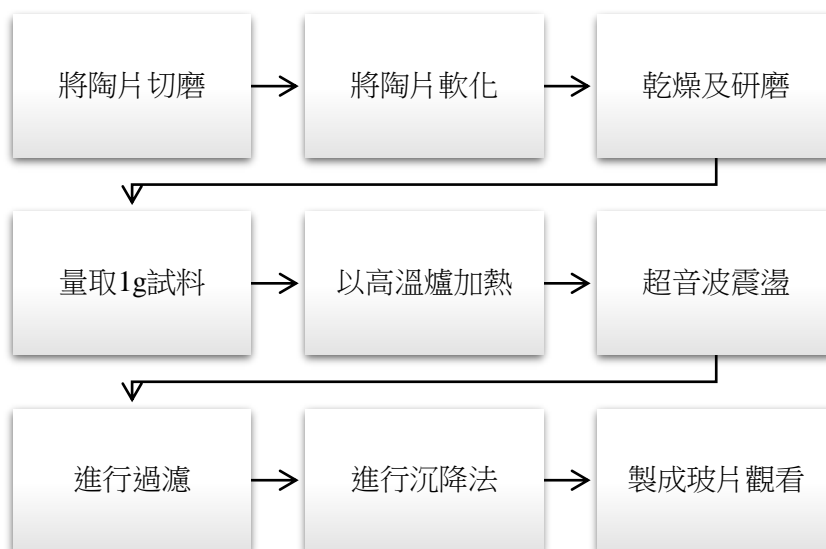 將陶片切磨
將陶片軟化
乾燥及研磨
量取1g試料
以高溫爐加熱
超音波震盪
進行過濾
進行沉降法
製成玻片觀看